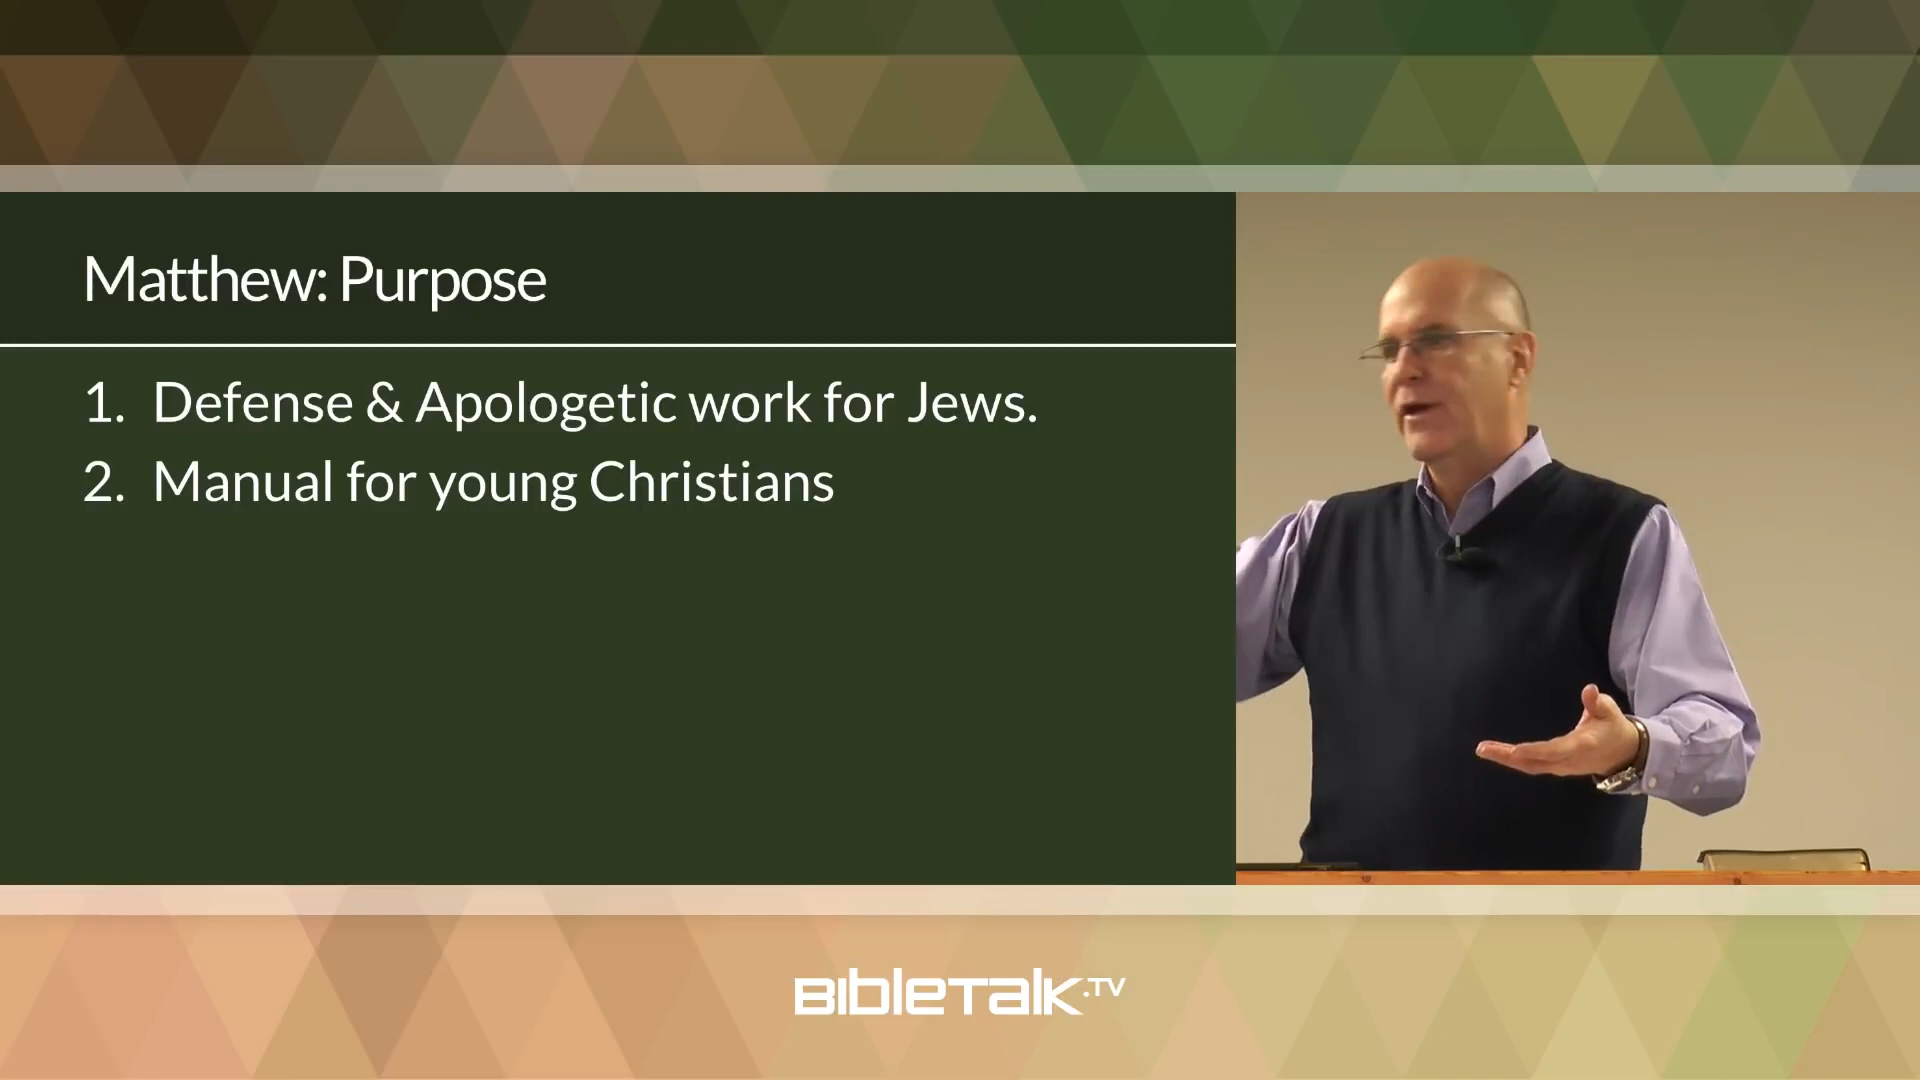 Matthew: Purpose
1. Defense & Apologetic work for Jews.
2. Manual for young Christians
BIBLETALK.TV